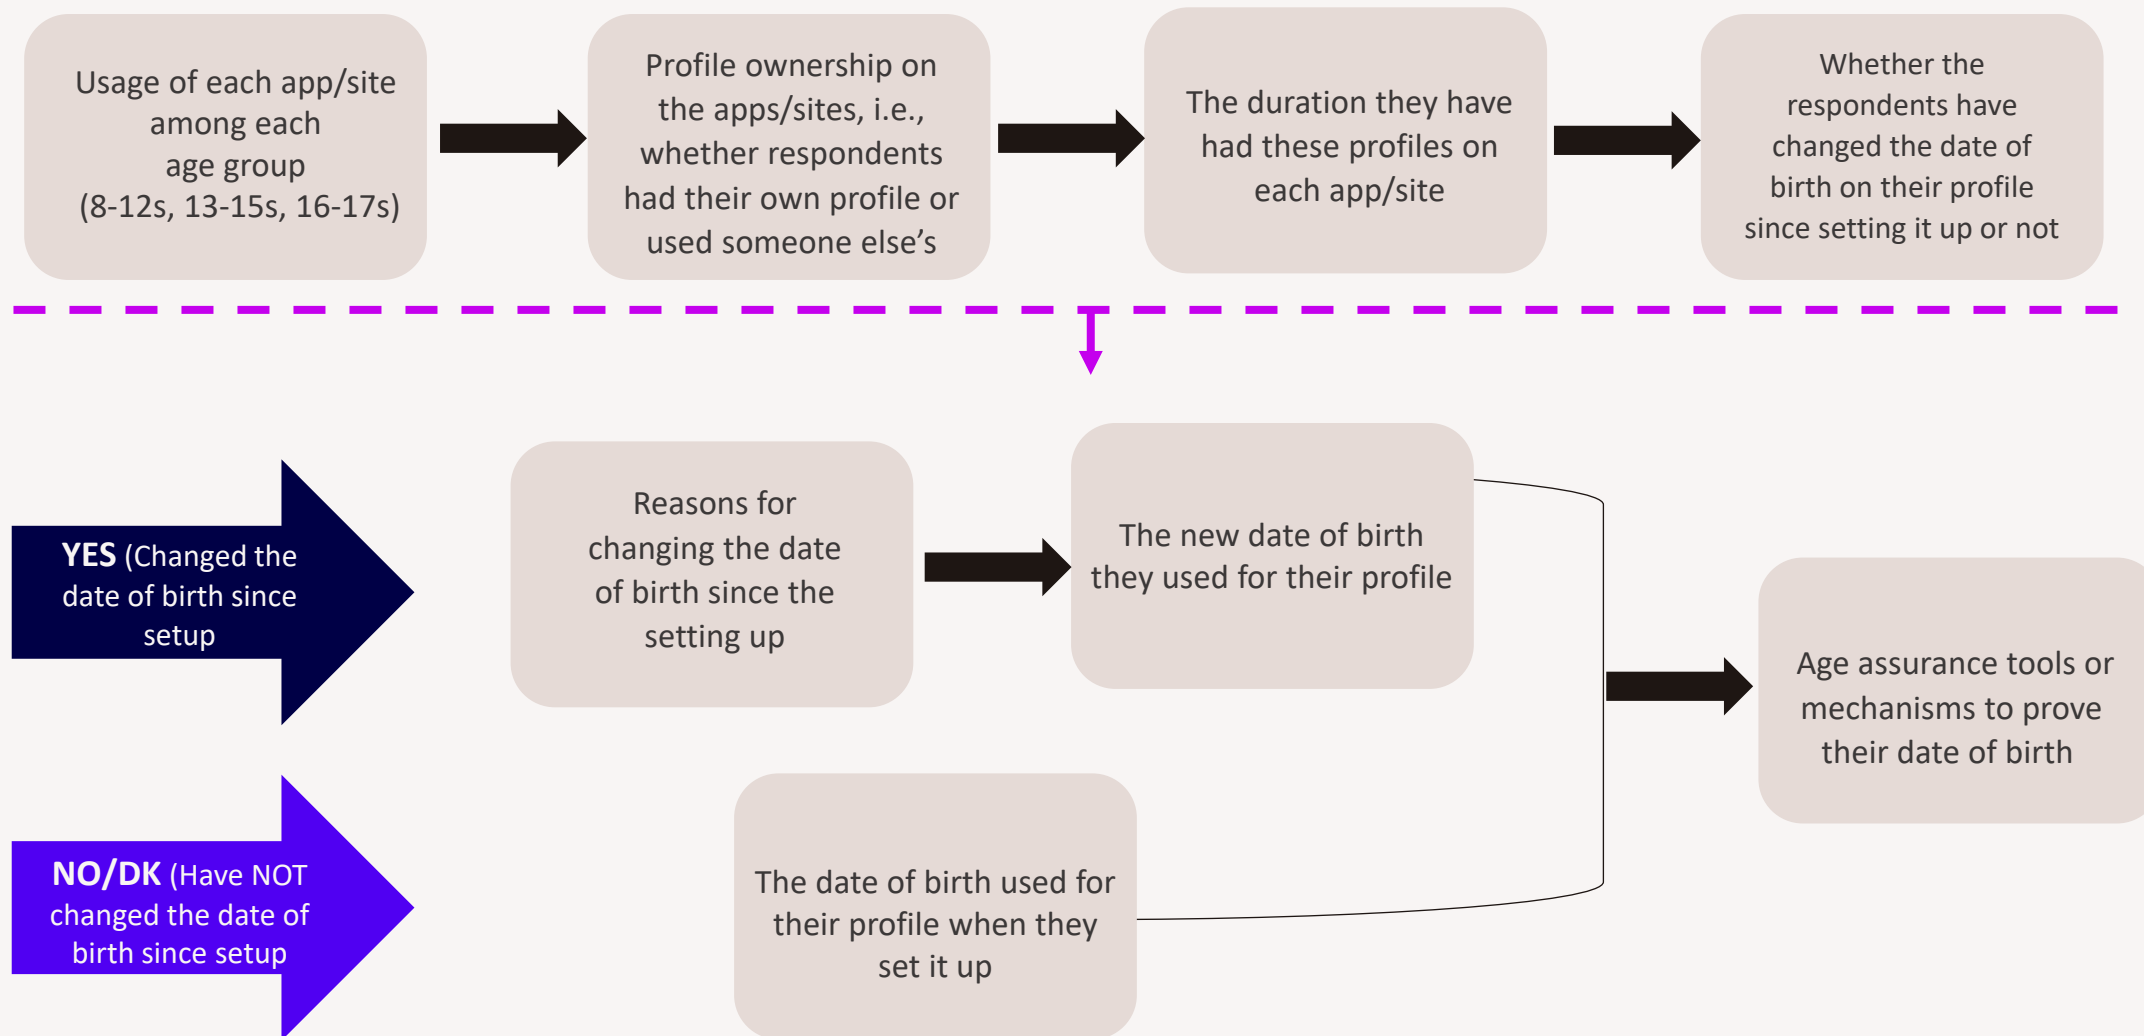 Usage of each app/site
among each
age group
(8-12s, 13-15s, 16-17s)
Profile ownership on
the apps/sites, i.e.,
whether respondents
had their own profile or
used someone else’s
The duration they have
had these profiles on
each app/site
Whether the
respondents have
changed the date of
birth on their profile
since setting it up or not
YES (Changed the
date of birth since
setup
Reasons for
changing the date
of birth since the
setting up
The new date of birth
they used for their profile
NO/DK (Have NOT
changed the date of
birth since setup
The date of birth used for
their profile when they
set it up
Age assurance tools or
mechanisms to prove
their date of birth